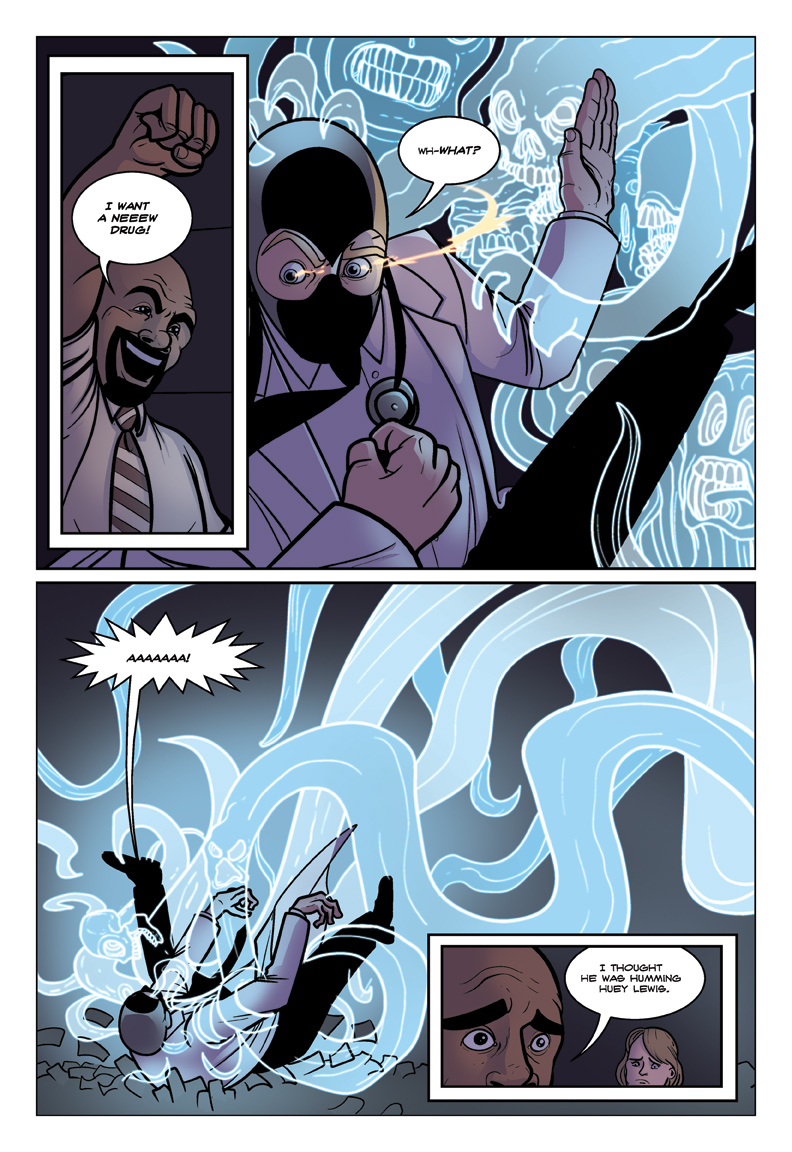 I WANT
A NEEEW
DRUG!
WH-WHAT?
AAAAAAA!
I THOUGHT
HE WAS HUMMING
HUEY LEWIS.